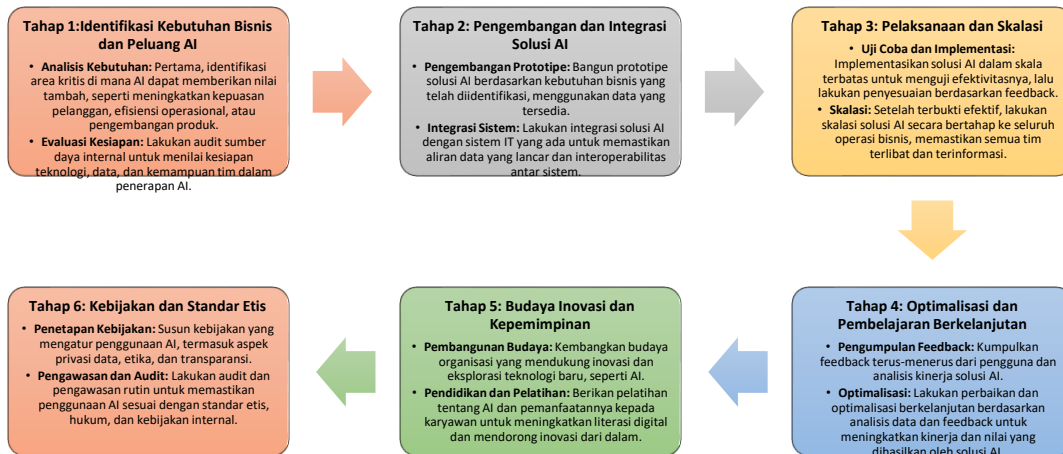 Tahap 1:Identifikasi Kebutuhan Bisnis
dan Peluang AI
• Analisis Kebutuhan: Pertama, identifikasi
area kritis di mana AI dapat memberikan nilai
tambah, seperti meningkatkan kepuasan
pelanggan, efisiensi operasional, atau
pengembangan produk.
• Evaluasi Kesiapan: Lakukan audit sumber
daya internal untuk menilai kesiapan
teknologi, data, dan kemampuan tim dalam
penerapan AI.
Tahap 2: Pengembangan dan Integrasi
Solusi AI
• Pengembangan Prototipe: Bangun prototipe
solusi AI berdasarkan kebutuhan bisnis yang
telah diidentifikasi, menggunakan data yang
tersedia.
• Integrasi Sistem: Lakukan integrasi solusi AI
dengan sistem IT yang ada untuk memastikan
aliran data yang lancar dan interoperabilitas
antar sistem.
Tahap 3: Pelaksanaan dan Skalasi
• Uji Coba dan Implementasi:
Implementasikan solusi AI dalam skala
terbatas untuk menguji efektivitasnya, lalu
lakukan penyesuaian berdasarkan feedback.
• Skalasi: Setelah terbukti efektif, lakukan
skalasi solusi AI secara bertahap ke seluruh
operasi bisnis, memastikan semua tim
terlibat dan terinformasi.
Tahap 4: Optimalisasi dan
Pembelajaran Berkelanjutan
• Pengumpulan Feedback: Kumpulkan
feedback terus-menerus dari pengguna dan
analisis kinerja solusi AI.
• Optimalisasi: Lakukan perbaikan dan
optimalisasi berkelanjutan berdasarkan
analisis data dan feedback untuk
meningkatkan kinerja dan nilai yang
dihasilkan oleh solusi AI.
Tahap 5: Budaya Inovasi dan
Kepemimpinan
• Pembangunan Budaya: Kembangkan budaya
organisasi yang mendukung inovasi dan
eksplorasi teknologi baru, seperti AI.
• Pendidikan dan Pelatihan: Berikan pelatihan
tentang AI dan pemanfaatannya kepada
karyawan untuk meningkatkan literasi digital
dan mendorong inovasi dari dalam.
Tahap 6: Kebijakan dan Standar Etis
• Penetapan Kebijakan: Susun kebijakan yang
mengatur penggunaan AI, termasuk aspek
privasi data, etika, dan transparansi.
• Pengawasan dan Audit: Lakukan audit dan
pengawasan rutin untuk memastikan
penggunaan AI sesuai dengan standar etis,
hukum, dan kebijakan internal.